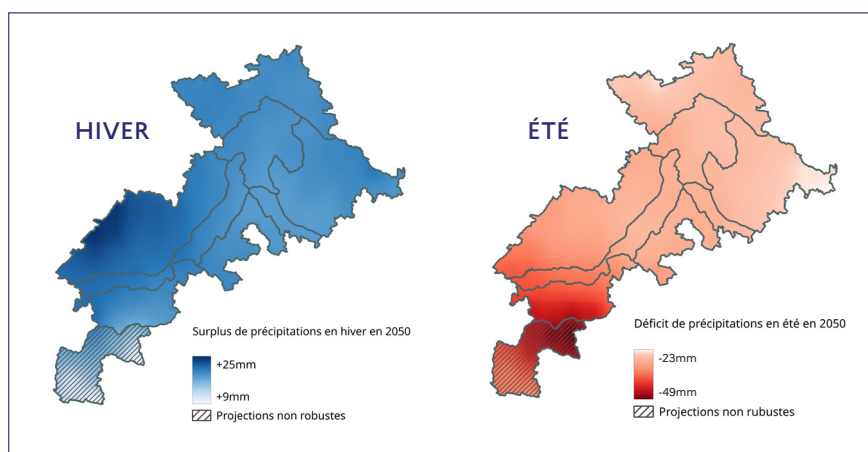 HIVER
Surplus de précipitations en hiver en 2050
+25mm
+9mm
Projections non robustes
ÉTÉ
Déficit de précipitations en été en 2050
-23mm
-49mm
Projections non rubustes